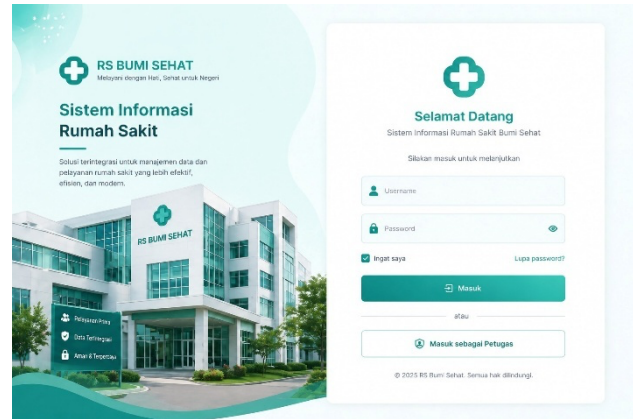 RS BUMI SEHAT
Melayani dengan Hati, Sehat untuk Negeri
Sistem Informasi
Rumah Sakit
Solusi terintegrasi untuk manajemen data dan
pelayanan rumah sakit yang lebih efektif,
efisien, dan modern.
RS BUMI SEHAT
Pelayanan Prima
Data Terintegrasi
Aman & Terpercaya
Selamat Datang
Sistem Informasi Rumah Sakit Bumi Sehat
Silakan masuk untuk melanjutkan
Username
Password
Ingat saya Lupa password?
Masuk
atau
Masuk sebagai Petugas
© 2025 RS Bumi Sehat. Semua hak dilindungi.